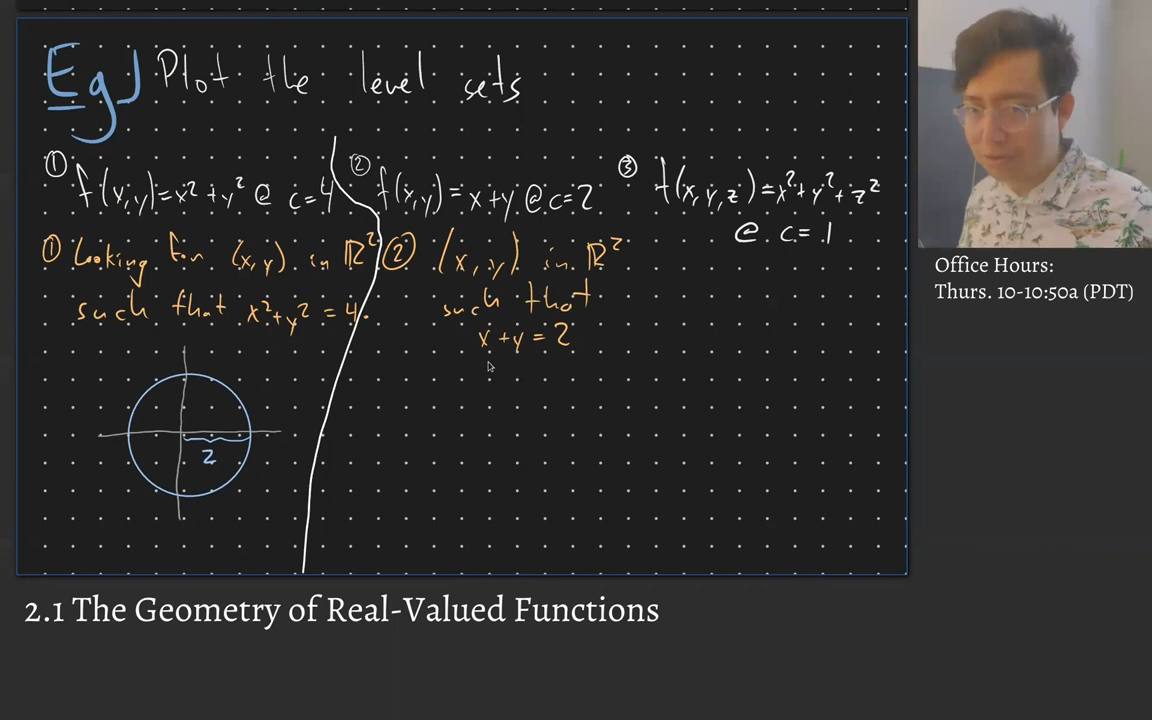 Eg) Plot the level sets
① f(x,y)=x²+y² @ c=4
② f(x,y)=x+y @ c=2
③ f(x,y,z)=x²+y²+z²
@ c=1
① Looking for (x,y) in ℝ²
such that x²+y²=4.
2
② (x,y) in ℝ²
such that
x+y=2
Office Hours:
Thurs. 10-10:50a (PDT)
2.1 The Geometry of Real-Valued Functions